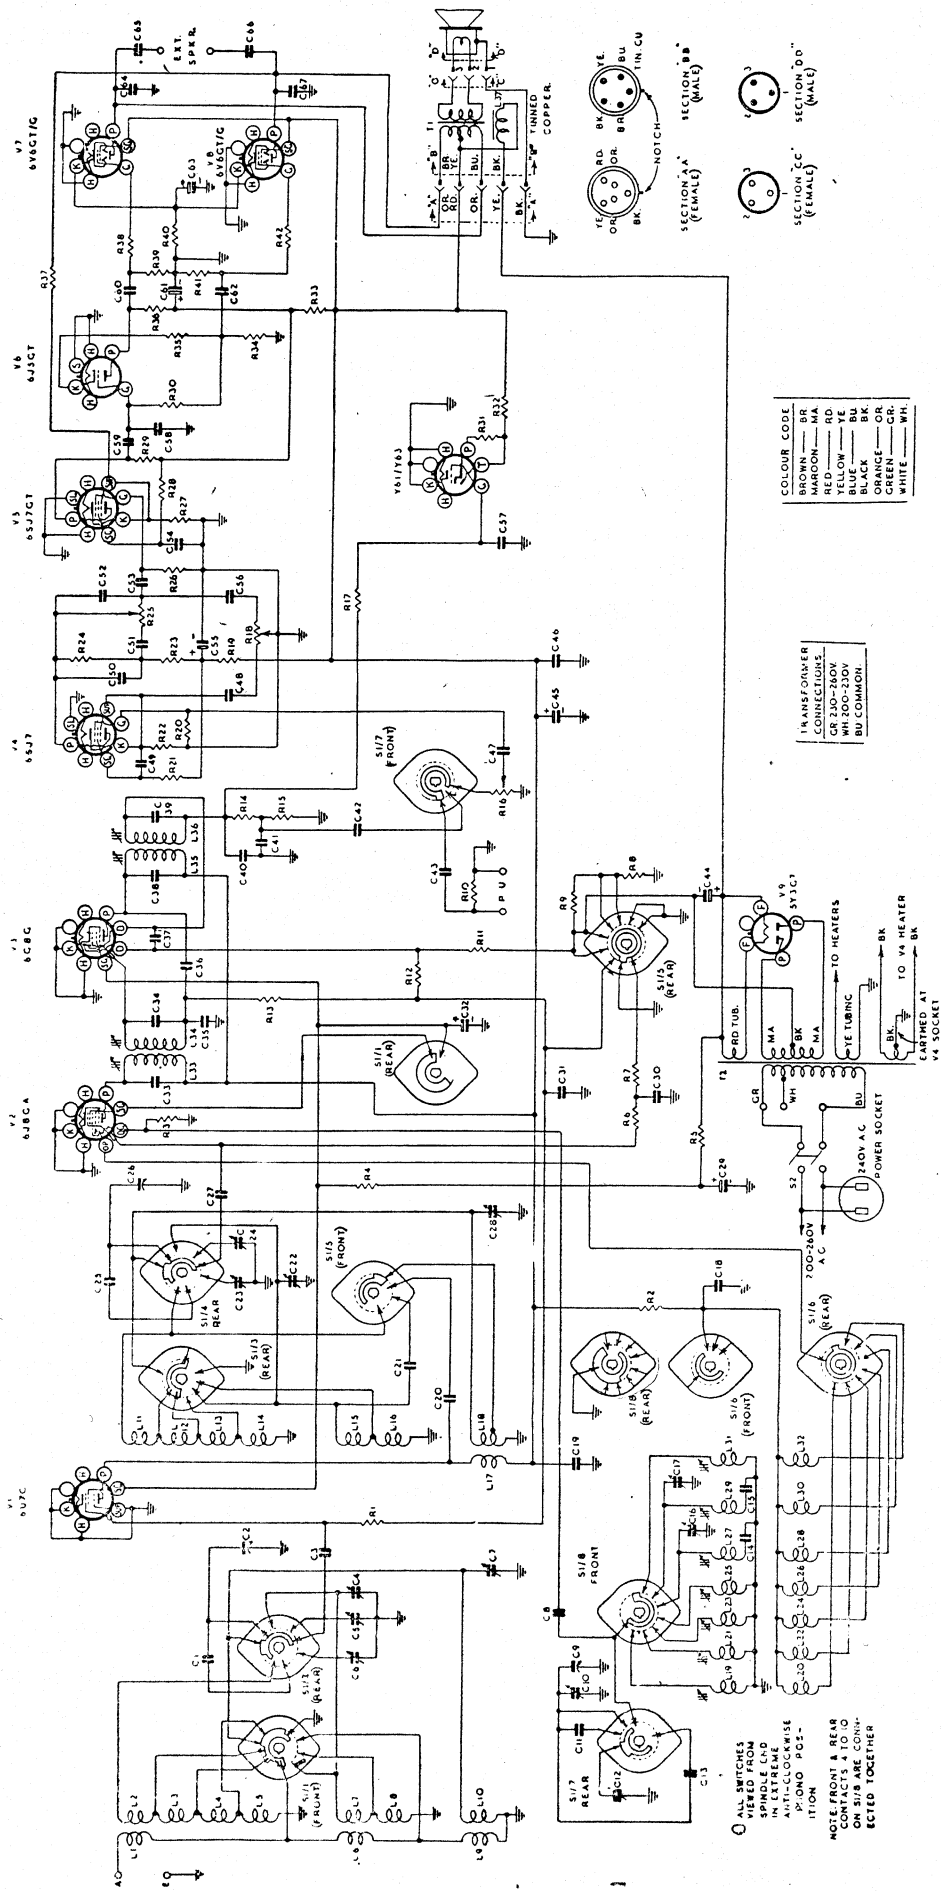 V1
6U7G
V2
6J8GA
V3
6G8G
V4
6SJ7
V5
6SJ7GT
V6
6J5GT
V7
6V6GT/G
V8
6V6GT/G
V9
5Y3GT
Y61/Y63
EXT.
SPKR.
C65
C66
C64
C67
C63
R37
R38
R39
R40
R41
R42
C60
C61
C62
R36
R35
R34
R33
R30
C59
R29
C58
R28
R27
C54
C53
R26
C52
R25
C56
R24
C51
R23
C55
R19
R18
C50
C48
R22
R20
C49
R21
R32
R31
C57
R17
C46
C45
S1/7
(FRONT)
C47
R16
C43
R10
P U
C42
R14
R15
C41
C40
C39
L36
L35
C38
C37
C36
R11
R12
R13
C34
L34
C35
L33
C33
C32
S1/1
(REAR)
C31
R9
R8
S1/5
(REAR)
R7
R6
C30
C44
R5
C29
R4
C26
C27
C25
C24
C23
C22
S1/4
REAR
S1/3
(REAR)
S1/5
(FRONT)
C28
C21
C20
L11
L12
L13
L14
L15
L16
L18
L17
C19
R1
C2
C3
C1
C4
C5
C6
C7
S1/2
(REAR)
S1/1
(FRONT)
L2
L3
L4
L5
L7
L8
L10
L1
L6
L9
A
E
T1
L37
TINNED
COPPER.
"A"
"B"
"C"
"D"
BR.
YE.
BU.
BK.
OR.
RD.
OR.
YE.
BK.
YE.
BU.
TIN.CU
BK.
BR.
NOTCH
SECTION "BB"
(MALE)
YE
RD.
OR.
OR.
BK.
SECTION "AA"
(FEMALE)
SECTION "DD"
(MALE)
SECTION "CC"
(FEMALE)
COLOUR CODE
BROWN — BR.
MAROON — MA.
RED — RD.
YELLOW — YE.
BLUE — BU.
BLACK BK.
ORANGE — OR.
GREEN — GR.
WHITE — WH.
TRANSFORMER
CONNECTIONS.
GR. 230-260V.
WH. 200-230V
BU COMMON.
T2
RD TUB.
MA
BK
MA
YE TUBING
TO HEATERS
BK
TO V4 HEATER
BK
BK.
EARTHED AT
V4 SOCKET
GR
WH
BU
S2
240V A C
POWER SOCKET
200-260V
A C
R2
C18
S1/6
(REAR)
S1/8
(REAR)
S1/6
(FRONT)
S1/8
FRONT
C17
C16
C15
C14
L31
L29
L27
L25
L23
L21
L19
L32
L30
L28
L26
L24
L22
L20
C8
C9
C10
C11
C12
C13
S1/7
REAR
ALL SWITCHES
VIEWED FROM
SPINDLE END
IN EXTREME
ANTI-CLOCKWISE
PHONO POS-
ITION
NOTE: FRONT & REAR
CONTACTS 4 TO 10
ON S1/8 ARE CONN-
ECTED TOGETHER